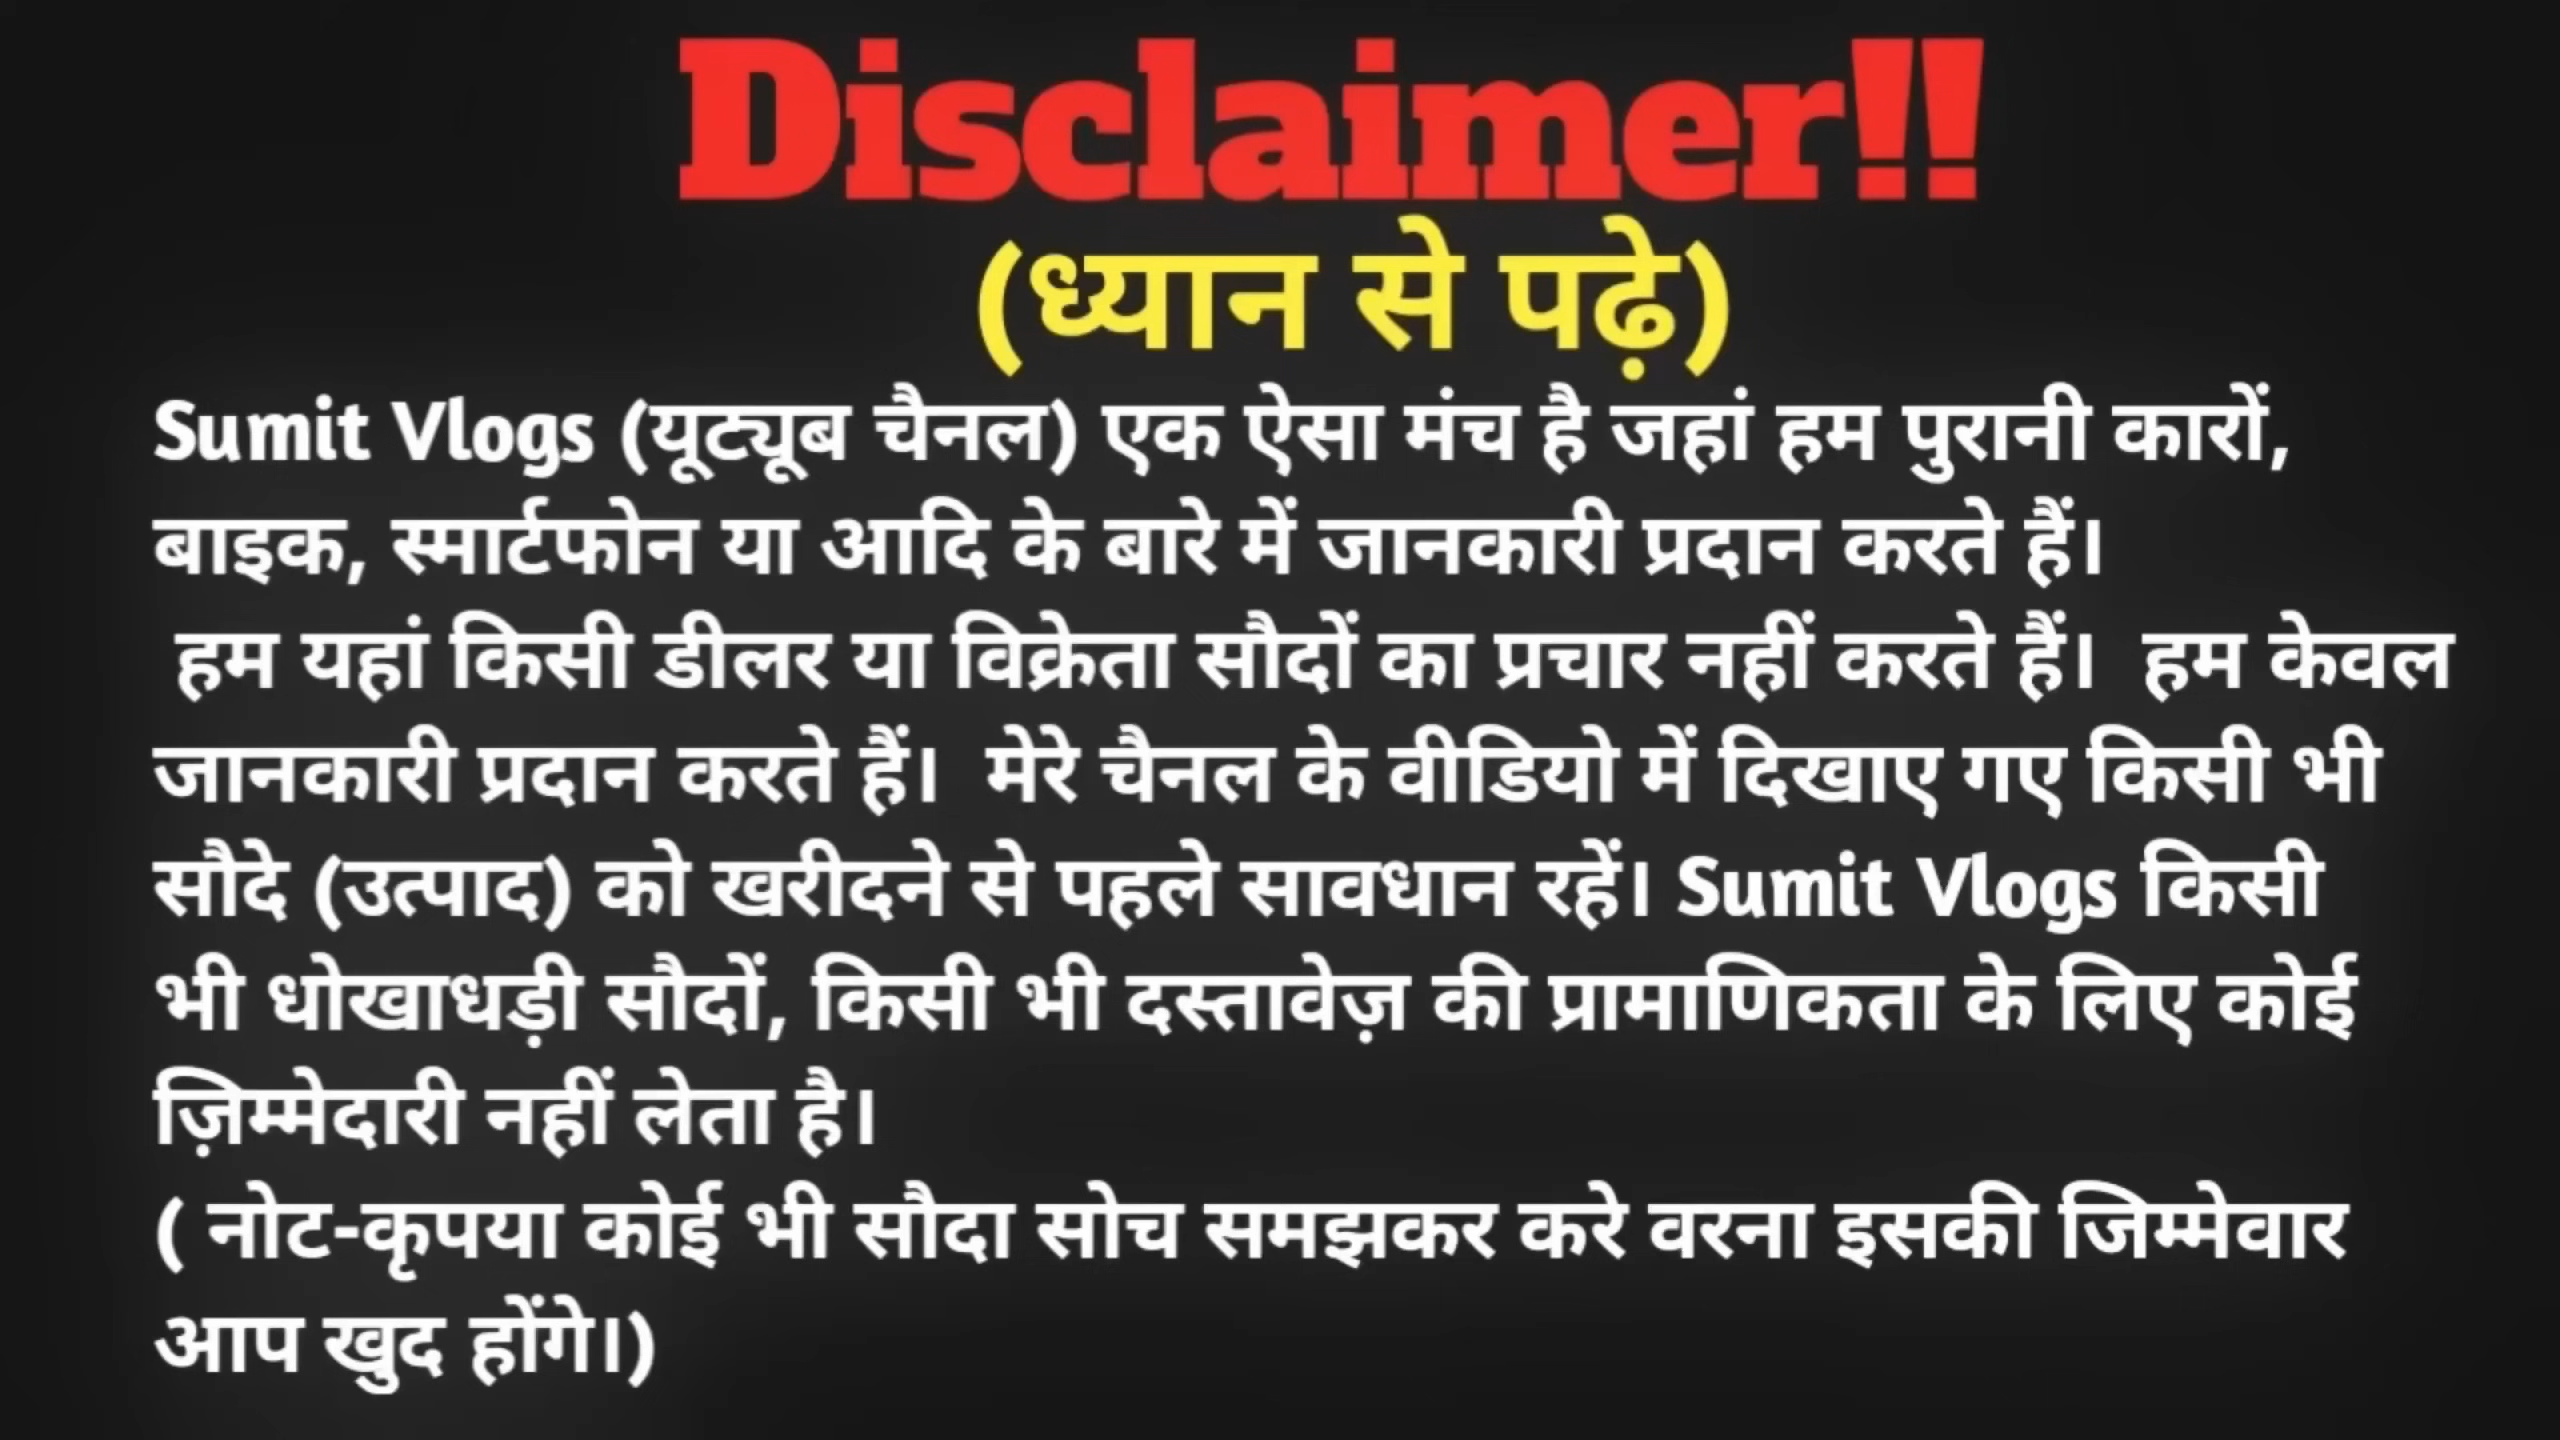 Disclaimer!!
(ध्यान से पढ़े)
Sumit Vlogs (यूट्यूब चैनल) एक ऐसा मंच है जहां हम पुरानी कारों,
बाइक, स्मार्टफोन या आदि के बारे में जानकारी प्रदान करते हैं।
हम यहां किसी डीलर या विक्रेता सौदों का प्रचार नहीं करते हैं। हम केवल
जानकारी प्रदान करते हैं। मेरे चैनल के वीडियो में दिखाए गए किसी भी
सौदे (उत्पाद) को खरीदने से पहले सावधान रहें। Sumit Vlogs किसी
भी धोखाधड़ी सौदों, किसी भी दस्तावेज़ की प्रामाणिकता के लिए कोई
ज़िम्मेदारी नहीं लेता है।
( नोट-कृपया कोई भी सौदा सोच समझकर करे वरना इसकी जिम्मेवार
आप खुद होंगे।)